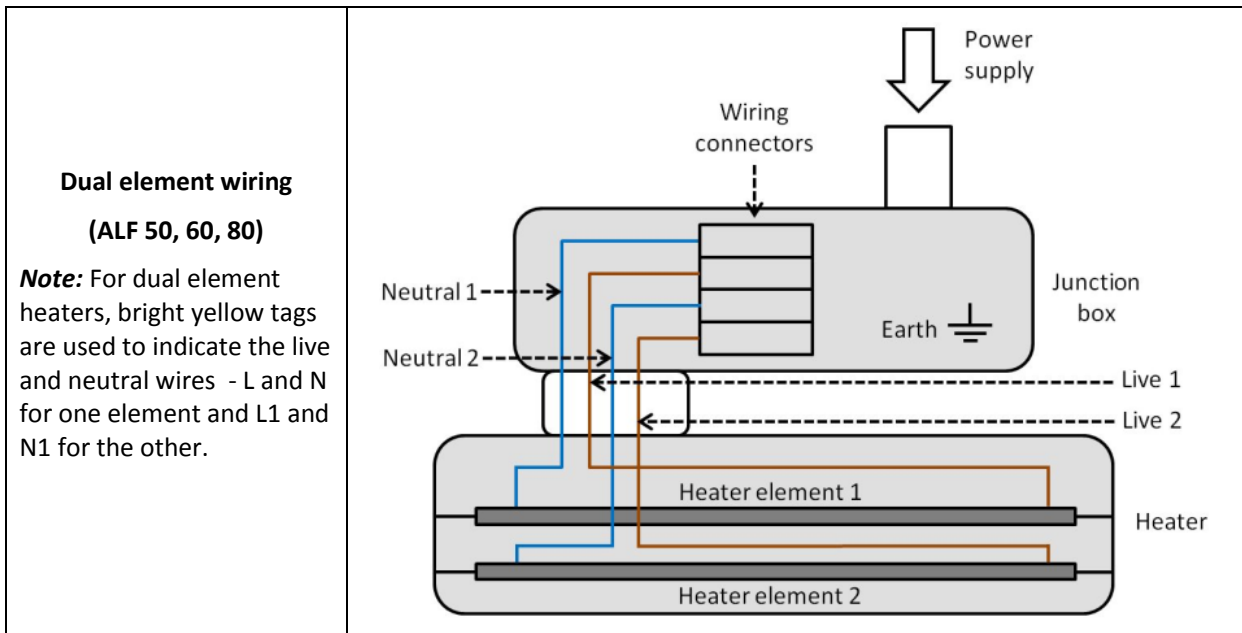 Dual element wiring
(ALF 50, 60, 80)
Note: For dual element
heaters, bright yellow tags
are used to indicate the live
and neutral wires  - L and N
for one element and L1 and
N1 for the other.
Power
supply
Wiring
connectors
Neutral 1
Junction
box
Earth
Neutral 2
Live 1
Live 2
Heater element 1
Heater
Heater element 2